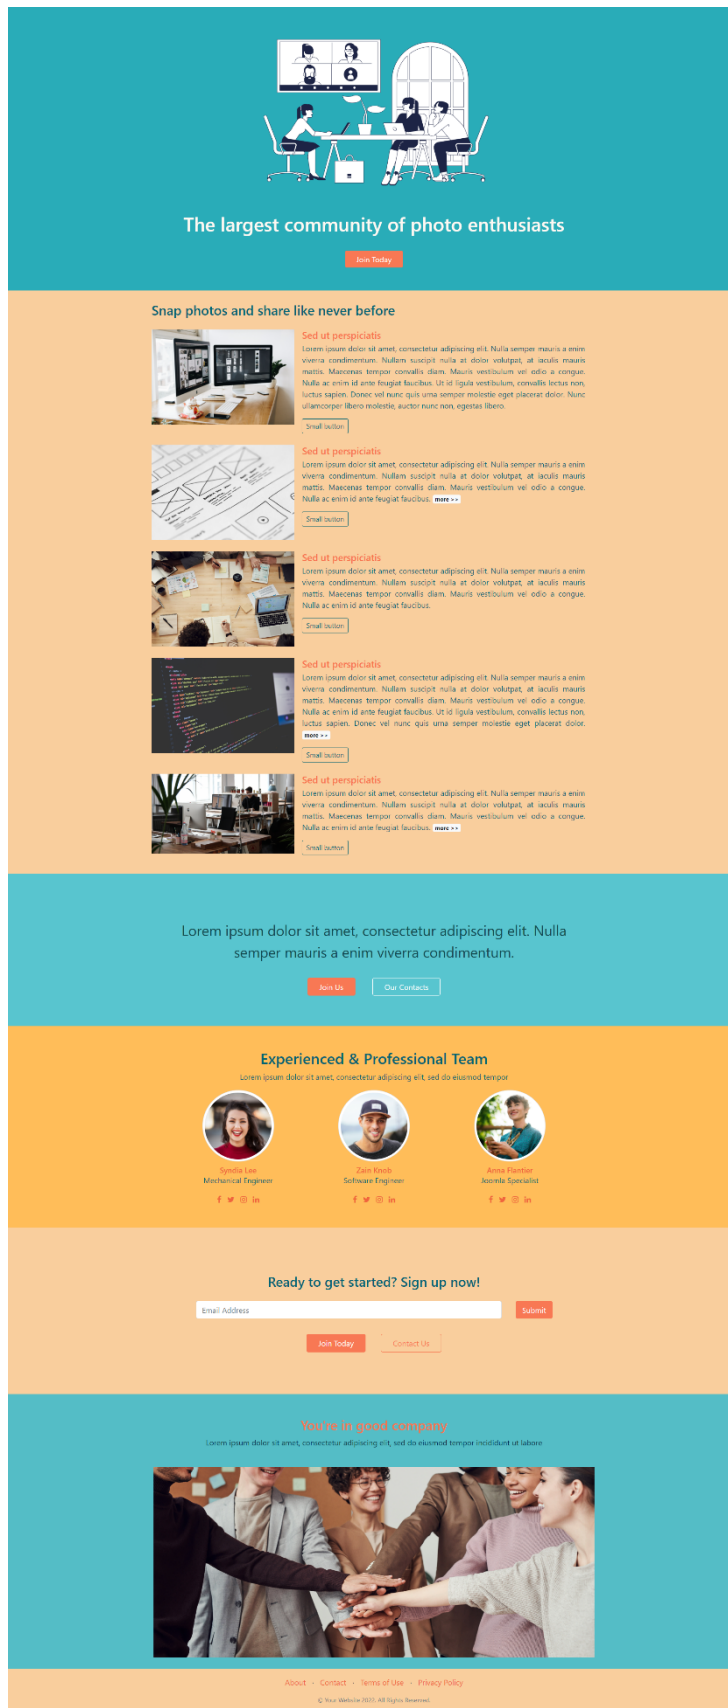 The largest community of photo enthusiasts
Join Today
Snap photos and share like never before
Sed ut perspiciatis
Lorem ipsum dolor sit amet, consectetur adipiscing elit. Nulla semper mauris a enim
viverra condimentum. Nullam suscipit nulla at dolor volutpat, at iaculis mauris
mattis. Maecenas tempor convallis diam. Mauris vestibulum vel odio a congue.
Nulla ac enim id ante feugiat faucibus. Ut id ligula vestibulum, convallis lectus non,
luctus sapien. Donec vel nunc quis urna semper molestie eget placerat dolor. Nunc
ullamcorper libero molestie, auctor nunc non, egestas libero.
Small button
Sed ut perspiciatis
Lorem ipsum dolor sit amet, consectetur adipiscing elit. Nulla semper mauris a enim
viverra condimentum. Nullam suscipit nulla at dolor volutpat, at iaculis mauris
mattis. Maecenas tempor convallis diam. Mauris vestibulum vel odio a congue.
Nulla ac enim id ante feugiat faucibus. more >>
Small button
Sed ut perspiciatis
Lorem ipsum dolor sit amet, consectetur adipiscing elit. Nulla semper mauris a enim
viverra condimentum. Nullam suscipit nulla at dolor volutpat, at iaculis mauris
mattis. Maecenas tempor convallis diam. Mauris vestibulum vel odio a congue.
Nulla ac enim id ante feugiat faucibus.
Small button
Sed ut perspiciatis
Lorem ipsum dolor sit amet, consectetur adipiscing elit. Nulla semper mauris a enim
viverra condimentum. Nullam suscipit nulla at dolor volutpat, at iaculis mauris
mattis. Maecenas tempor convallis diam. Mauris vestibulum vel odio a congue.
Nulla ac enim id ante feugiat faucibus. Ut id ligula vestibulum, convallis lectus non,
luctus sapien. Donec vel nunc quis urna semper molestie eget placerat dolor.
more >>
Small button
Sed ut perspiciatis
Lorem ipsum dolor sit amet, consectetur adipiscing elit. Nulla semper mauris a enim
viverra condimentum. Nullam suscipit nulla at dolor volutpat, at iaculis mauris
mattis. Maecenas tempor convallis diam. Mauris vestibulum vel odio a congue.
Nulla ac enim id ante feugiat faucibus. more >>
Small button
Lorem ipsum dolor sit amet, consectetur adipiscing elit. Nulla
semper mauris a enim viverra condimentum.
Join Us Our Contacts
Experienced & Professional Team
Lorem ipsum dolor sit amet, consectetur adipiscing elit, sed do eiusmod tempor
Syndia Lee Zain Knob Anna Flantier
Mechanical Engineer Software Engineer Joomla Specialist
Ready to get started? Sign up now!
Email Address Submit
Join Today Contact Us
You're in good company
Lorem ipsum dolor sit amet, consectetur adipiscing elit, sed do eiusmod tempor incididunt ut labore
About · Contact · Terms of Use · Privacy Policy
© Your Website 2022. All Rights Reserved.